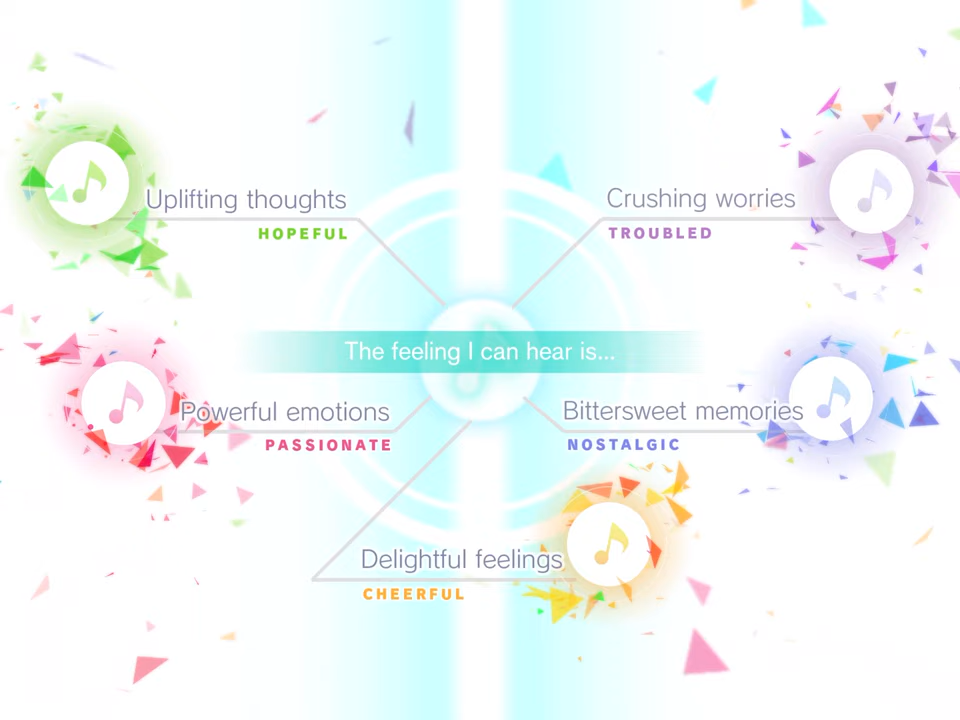 Uplifting thoughts
HOPEFUL
Crushing worries
TROUBLED
The feeling I can hear is...
Powerful emotions
PASSIONATE
Bittersweet memories
NOSTALGIC
Delightful feelings
CHEERFUL